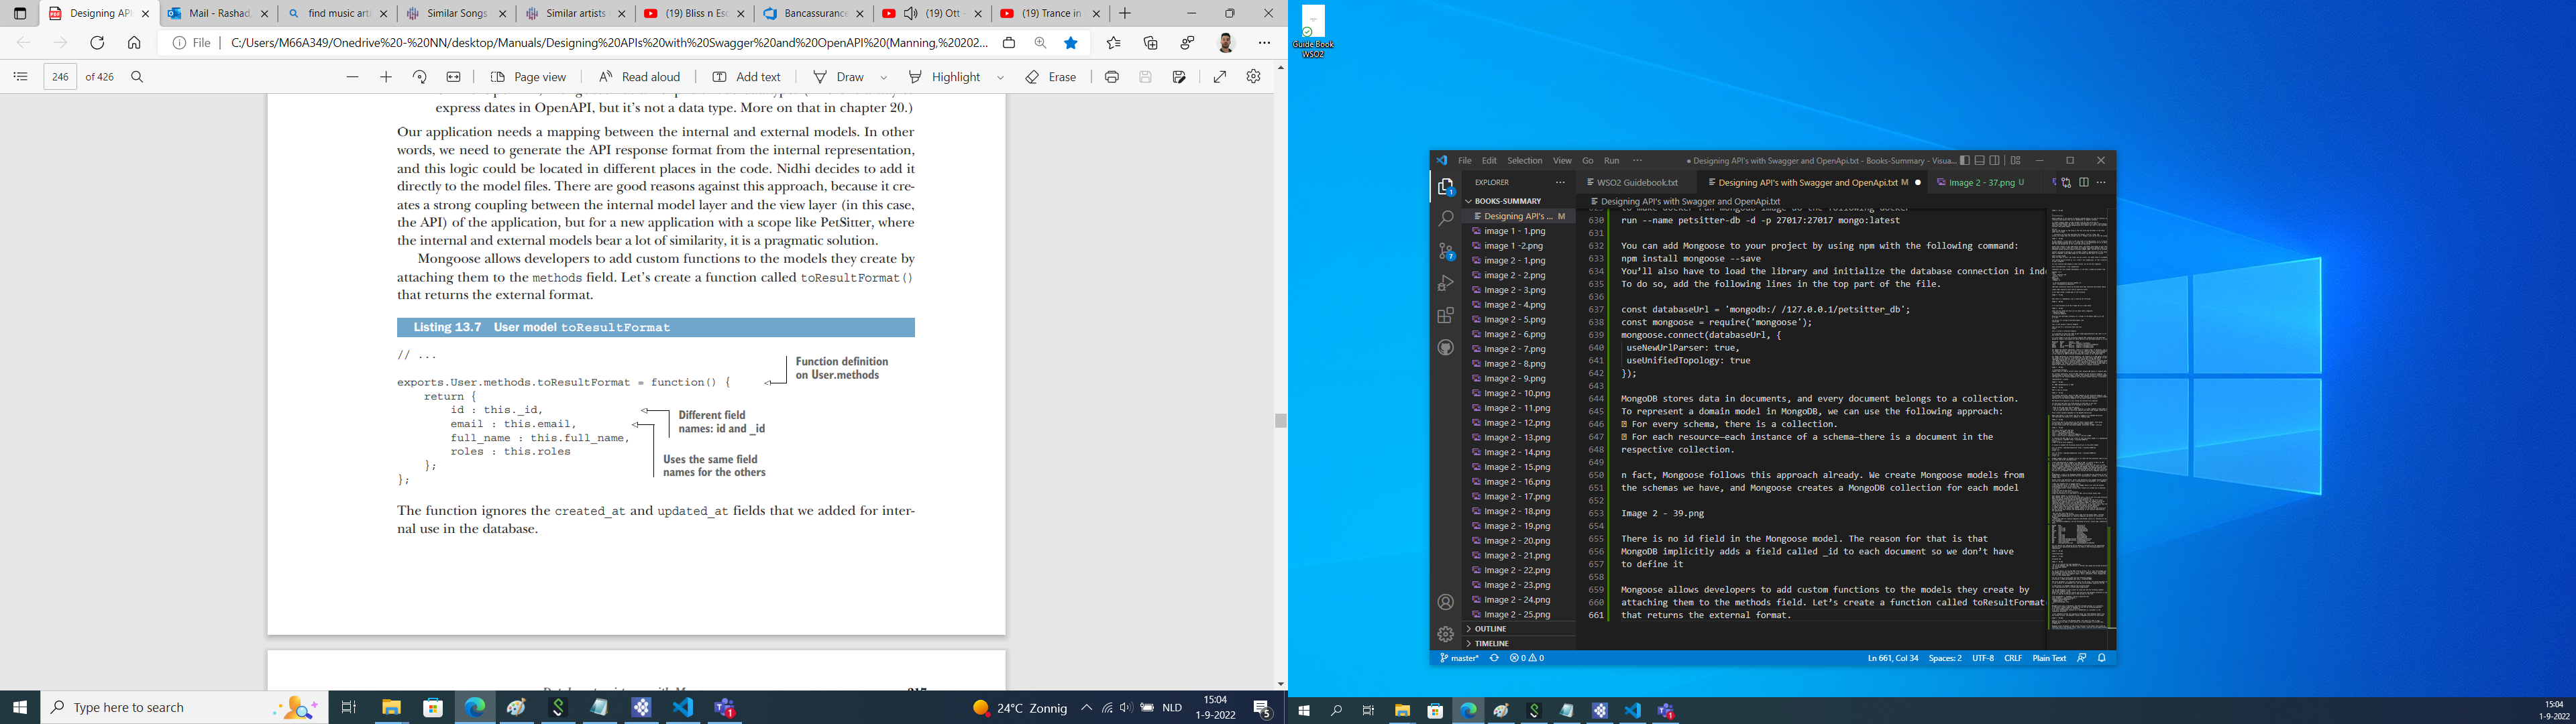 Designing API
Mail - Rashad,
find music arti
Similar Songs
Similar artists
(19) Bliss n Esc
Bancassurance
(19) Ott
(19) Trance in
File
C:/Users/M66A349/Onedrive%20-%20NN/desktop/Manuals/Designing%20APIs%20with%20Swagger%20and%20OpenAPI%20(Manning,%20202...
246 of 426
Page view
Read aloud
Add text
Draw
Highlight
Erase
express dates in OpenAPI, but it's not a data type. More on that in chapter 20.)
Our application needs a mapping between the internal and external models. In other
words, we need to generate the API response format from the internal representation,
and this logic could be located in different places in the code. Nidhi decides to add it
directly to the model files. There are good reasons against this approach, because it cre-
ates a strong coupling between the internal model layer and the view layer (in this case,
the API) of the application, but for a new application with a scope like PetSitter, where
the internal and external models bear a lot of similarity, it is a pragmatic solution.
Mongoose allows developers to add custom functions to the models they create by
attaching them to the methods field. Let's create a function called toResultFormat()
that returns the external format.
Listing 13.7 User model toResultFormat
// ...
Function definition
on User.methods
exports.User.methods.toResultFormat = function() {
return {
id : this._id,
email : this.email,
full_name : this.full_name,
roles : this.roles
};
};
Different field
names: id and _id
Uses the same field
names for the others
The function ignores the created_at and updated_at fields that we added for inter-
nal use in the database.
Type here to search
24°C Zonnig
NLD
15:04
1-9-2022
5
Guide Book
WSO2
File Edit Selection View Go Run ···
● Designing API's with Swagger and OpenApi.txt - Books-Summary - Visua...
EXPLORER
BOOKS-SUMMARY
Designing API's ... M
image 1 - 1.png
image 1 -2.png
image 2 - 1.png
image 2 - 2.png
Image 2 - 3.png
Image 2 - 4.png
Image 2 - 5.png
Image 2 - 6.png
Image 2 - 7.png
Image 2 - 8.png
Image 2 - 9.png
Image 2 - 10.png
Image 2 - 11.png
Image 2 - 12.png
Image 2 - 13.png
Image 2 - 14.png
Image 2 - 15.png
Image 2 - 16.png
Image 2 - 17.png
Image 2 - 18.png
Image 2 - 19.png
Image 2 - 20.png
Image 2 - 21.png
Image 2 - 22.png
Image 2 - 23.png
Image 2 - 24.png
Image 2 - 25.png
OUTLINE
TIMELINE
WSO2 Guidebook.txt
Designing API's with Swagger and OpenApi.txt M
Image 2 - 37.png U
Designing API's with Swagger and OpenApi.txt
630 run --name petsitter-db -d -p 27017:27017 mongo:latest
631
632 You can add Mongoose to your project by using npm with the following command:
633 npm install mongoose --save
634 You'll also have to load the library and initialize the database connection in ind
635 To do so, add the following lines in the top part of the file.
636
637 const databaseUrl = 'mongodb:/ /127.0.0.1/petsitter_db';
638 const mongoose = require('mongoose');
639 mongoose.connect(databaseUrl, {
640 useNewUrlParser: true,
641 useUnifiedTopology: true
642 });
643
644 MongoDB stores data in documents, and every document belongs to a collection.
645 To represent a domain model in MongoDB, we can use the following approach:
646 For every schema, there is a collection.
647 For each resource—each instance of a schema—there is a document in the
648 respective collection.
649
650 n fact, Mongoose follows this approach already. We create Mongoose models from
651 the schemas we have, and Mongoose creates a MongoDB collection for each model
652
653 Image 2 - 39.png
654
655 There is no id field in the Mongoose model. The reason for that is that
656 MongoDB implicitly adds a field called _id to each document so we don't have
657 to define it
658
659 Mongoose allows developers to add custom functions to the models they create by
660 attaching them to the methods field. Let's create a function called toResultFormat
661 that returns the external format.
master*
0 0
Ln 661, Col 34 Spaces: 2 UTF-8 CRLF Plain Text
15:04
1-9-2022